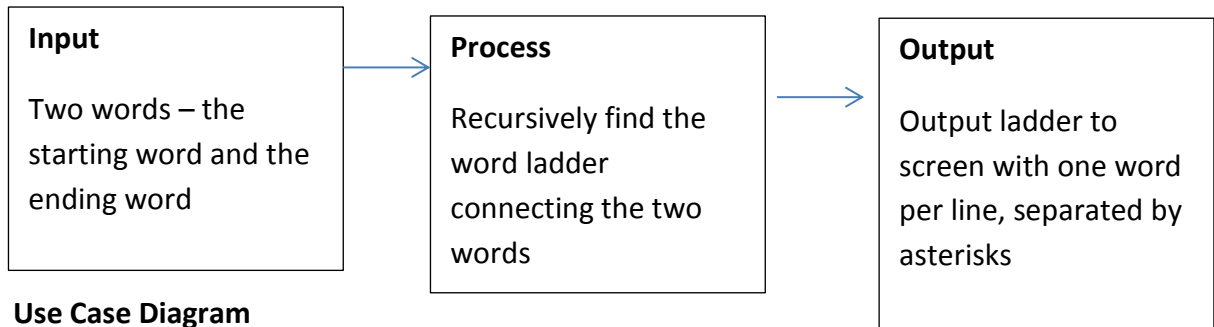 Input
Two words – the
starting word and the
ending word
Process
Recursively find the
word ladder
connecting the two
words
Output
Output ladder to
screen with one word
per line, separated by
asterisks
Use Case Diagram